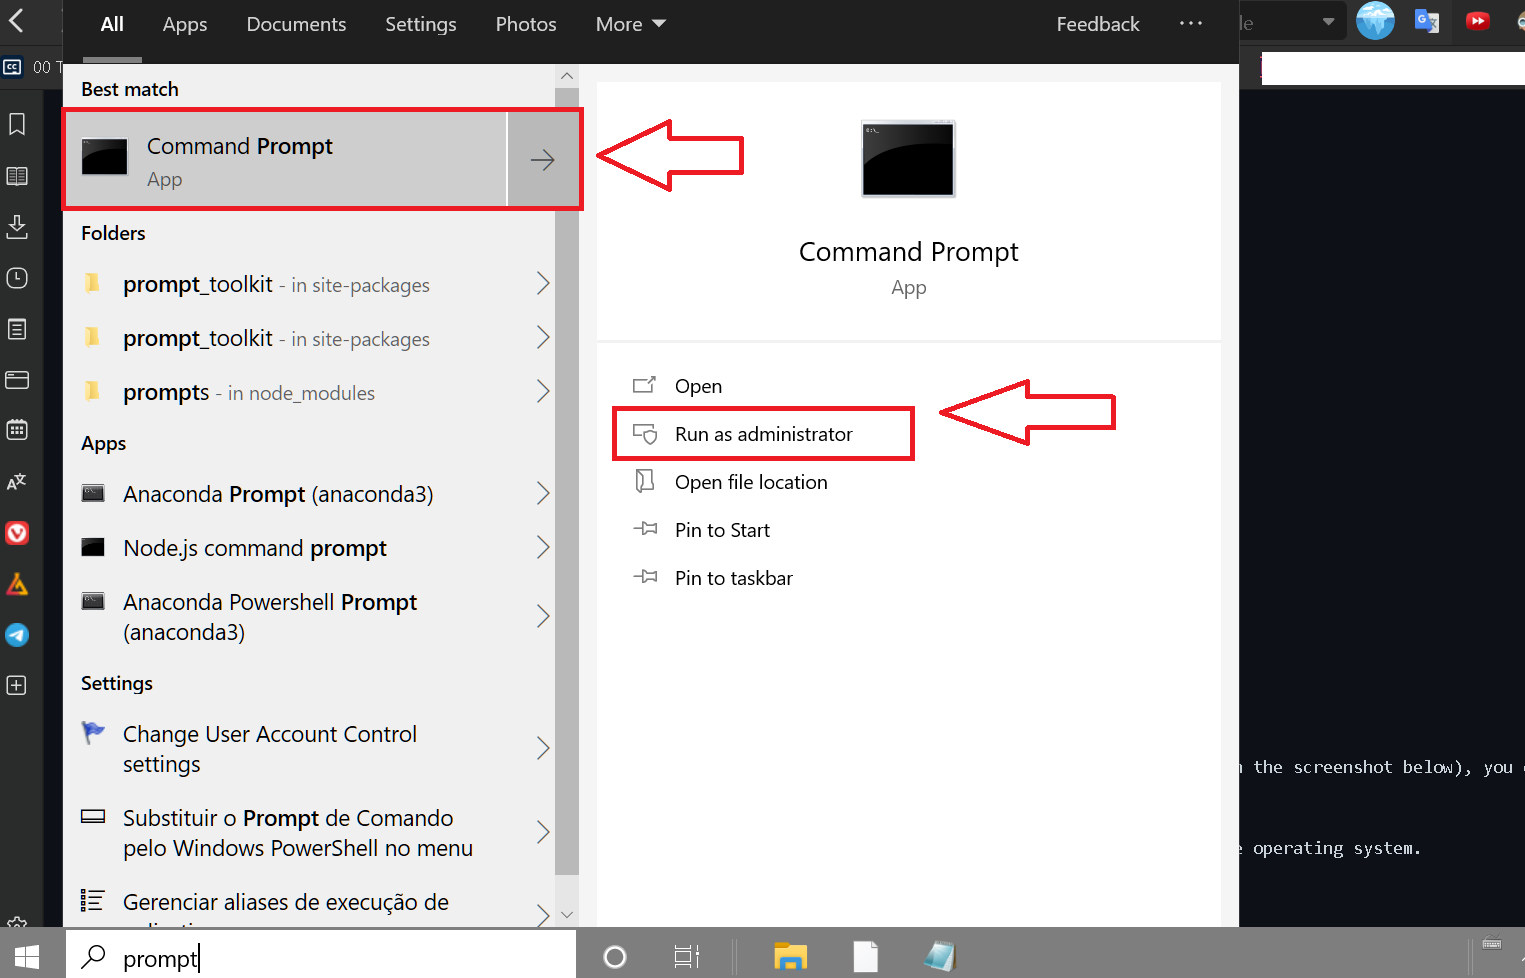 All Apps Documents Settings Photos More Feedback ...
00
Best match
Command Prompt
App
Folders
prompt_toolkit - in site-packages
prompt_toolkit - in site-packages
prompts - in node_modules
Apps
Anaconda Prompt (anaconda3)
Node.js command prompt
Anaconda Powershell Prompt
(anaconda3)
Settings
Change User Account Control
settings
Substituir o Prompt de Comando
pelo Windows PowerShell no menu
Gerenciar aliases de execução de
Command Prompt
App
Open
Run as administrator
Open file location
Pin to Start
Pin to taskbar
the screenshot below), you
operating system.
prompt